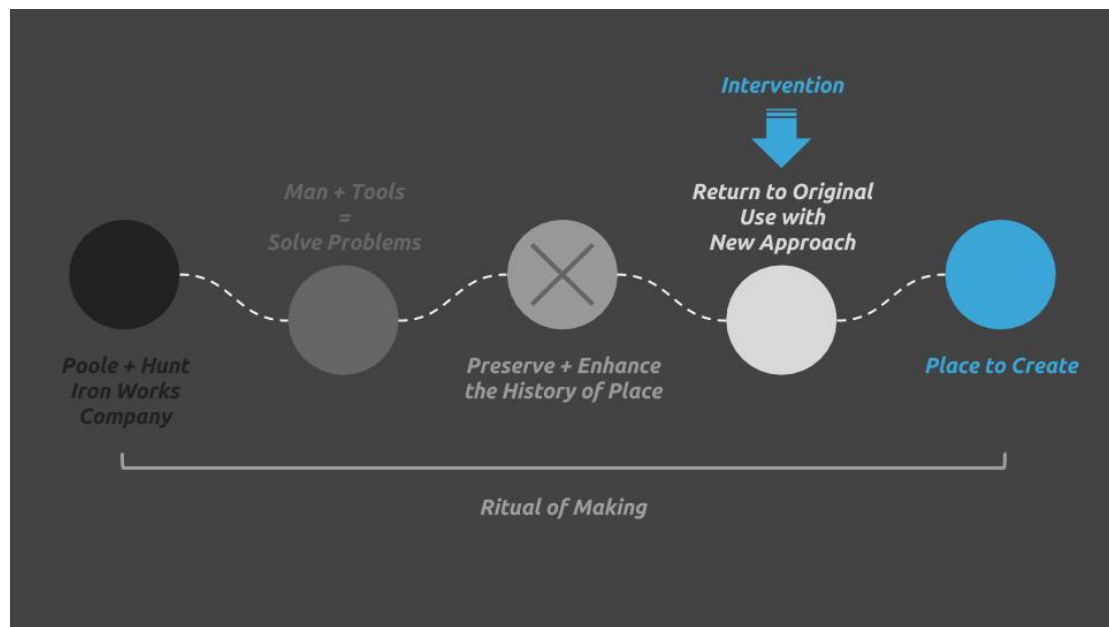 Intervention
Man + Tools
=
Solve Problems
Return to Original
Use with
New Approach
Poole + Hunt
Iron Works
Company
Preserve + Enhance
the History of Place
Place to Create
Ritual of Making